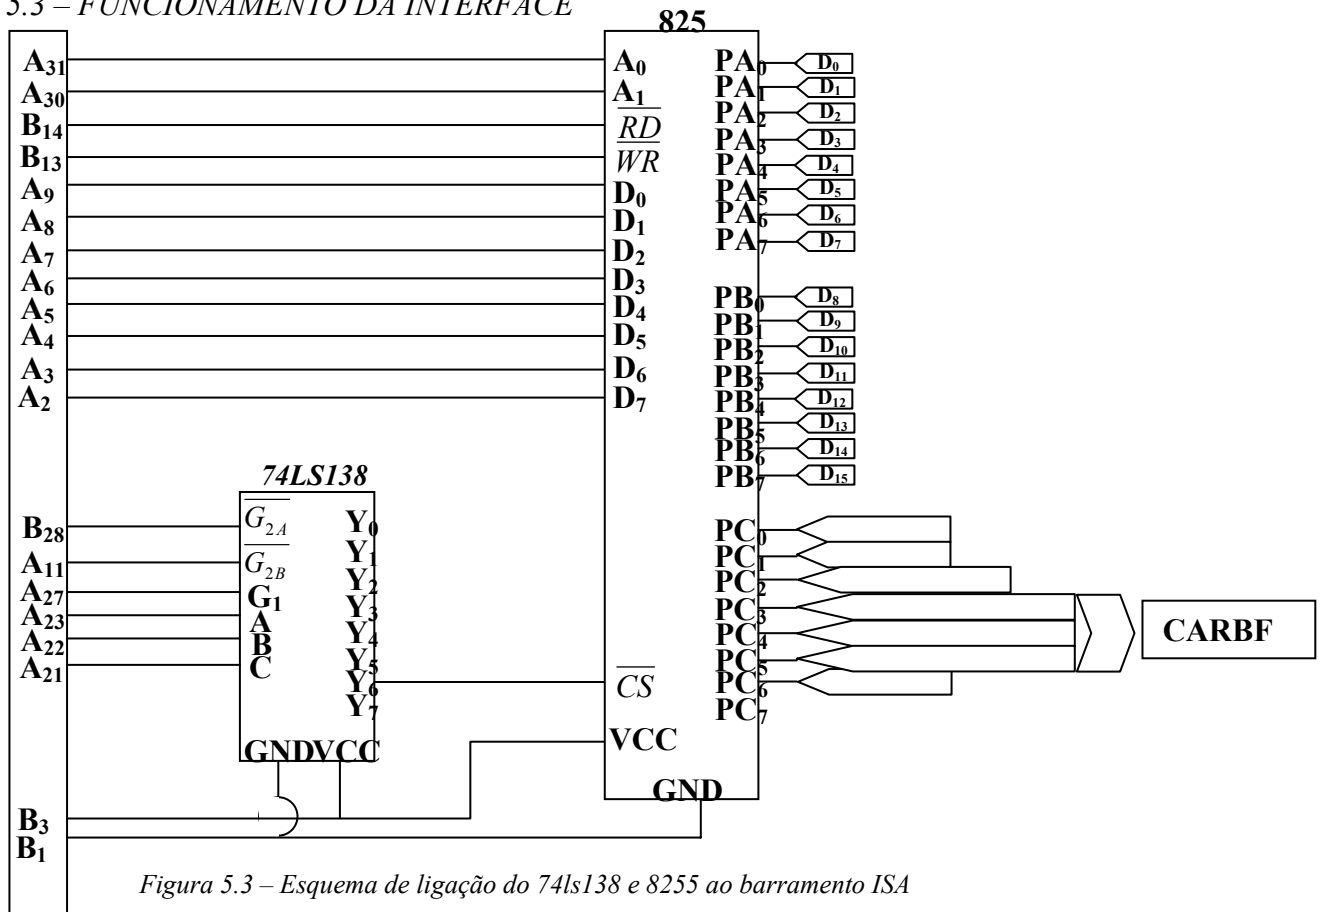 5.3 – FUNCIONAMENTO DA INTERFACE
825
A31
A30
B14
B13
A9
A8
A7
A6
A5
A4
A3
A2
B28
A11
A27
A23
A22
A21
B3
B1
74LS138
G2A
G2B
G1
A
B
C
Y0
Y1
Y2
Y3
Y4
Y5
Y6
Y7
GND VCC
A0
A1
RD
WR
D0
D1
D2
D3
D4
D5
D6
D7
CS
VCC
GND
PA0 D0
PA1 D1
PA2 D2
PA3 D3
PA4 D4
PA5 D5
PA6 D6
PA7 D7
PB0 D8
PB1 D9
PB2 D10
PB3 D11
PB4 D12
PB5 D13
PB6 D14
PB7 D15
PC0
PC1
PC2
PC3
PC4
PC5
PC6
PC7
CARBF
Figura 5.3 – Esquema de ligação do 74ls138 e 8255 ao barramento ISA